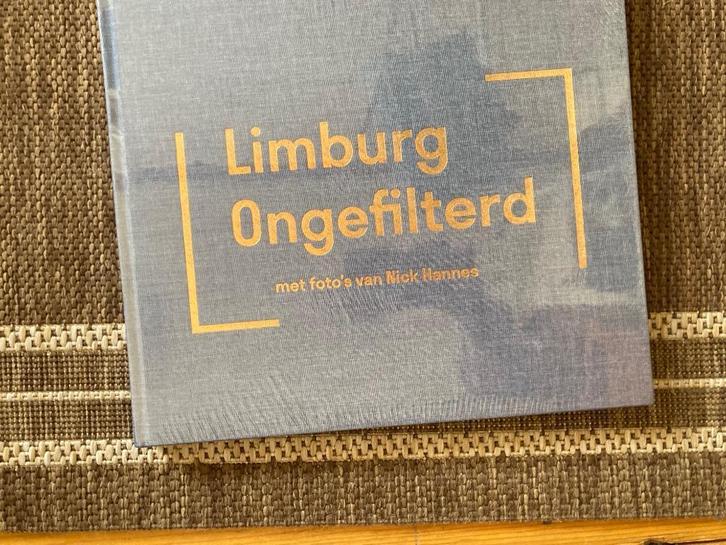 Limburg
Ongefilterd
met foto's van Nick Hannes